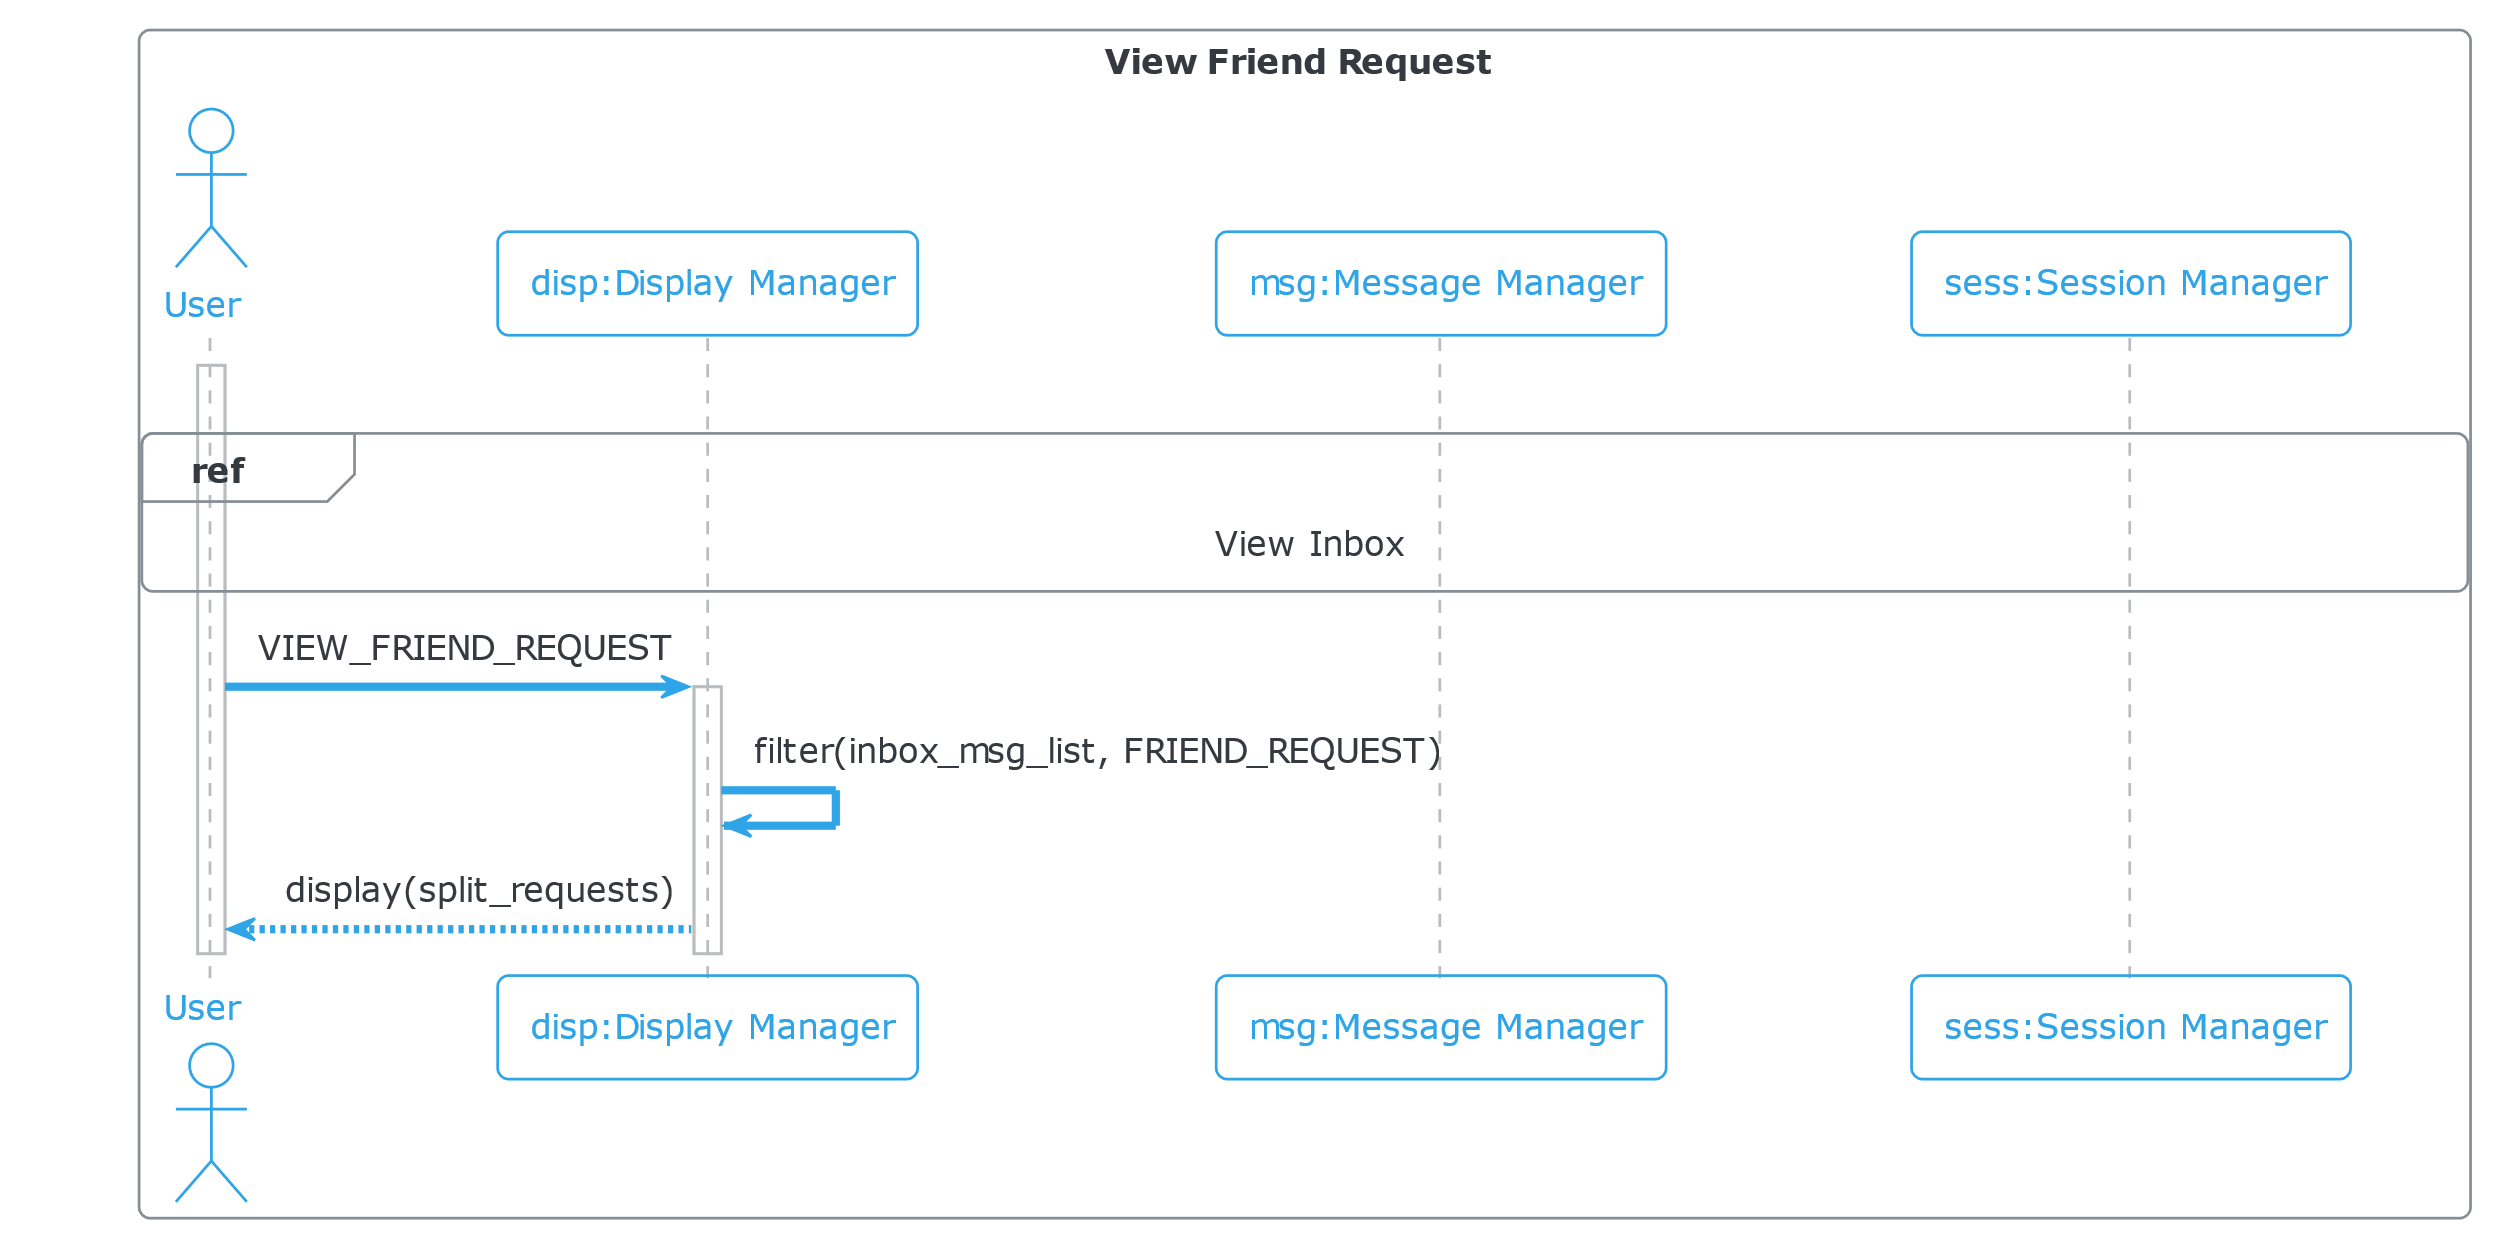 View Friend Request
User
disp:Display Manager
msg:Message Manager
sess:Session Manager
ref
View Inbox
VIEW_FRIEND_REQUEST
filter(inbox_msg_list, FRIEND_REQUEST)
display(split_requests)
User
disp:Display Manager
msg:Message Manager
sess:Session Manager